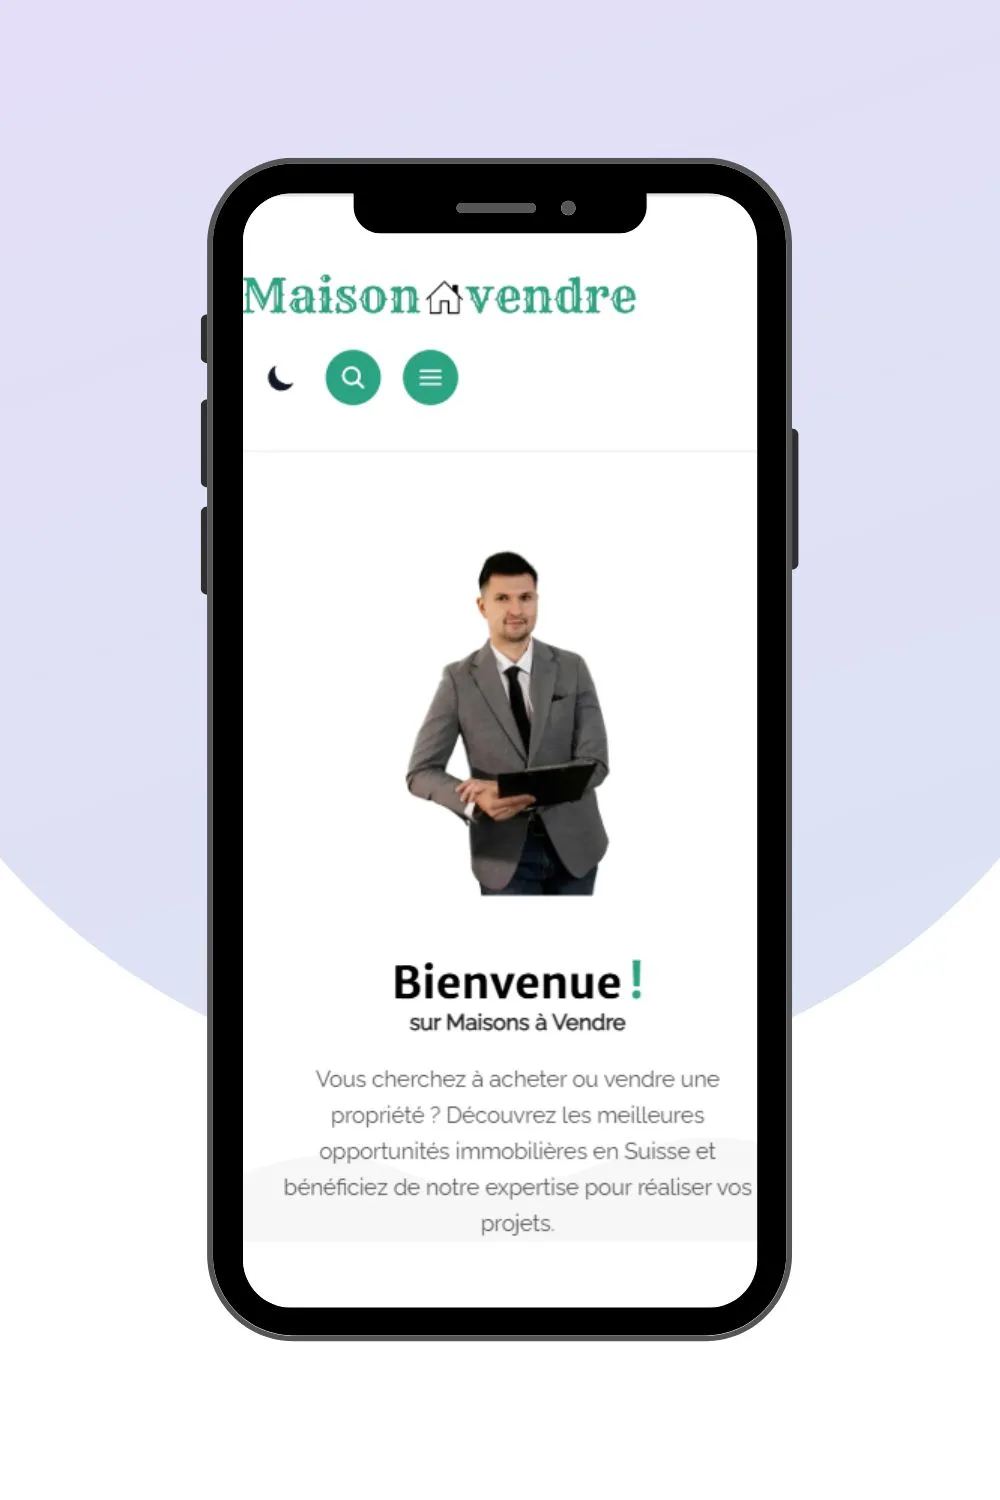 Maison vendre
Bienvenue !
sur Maisons à Vendre
Vous cherchez à acheter ou vendre une
propriété ? Découvrez les meilleures
opportunités immobilières en Suisse et
bénéficiez de notre expertise pour réaliser vos
projets.